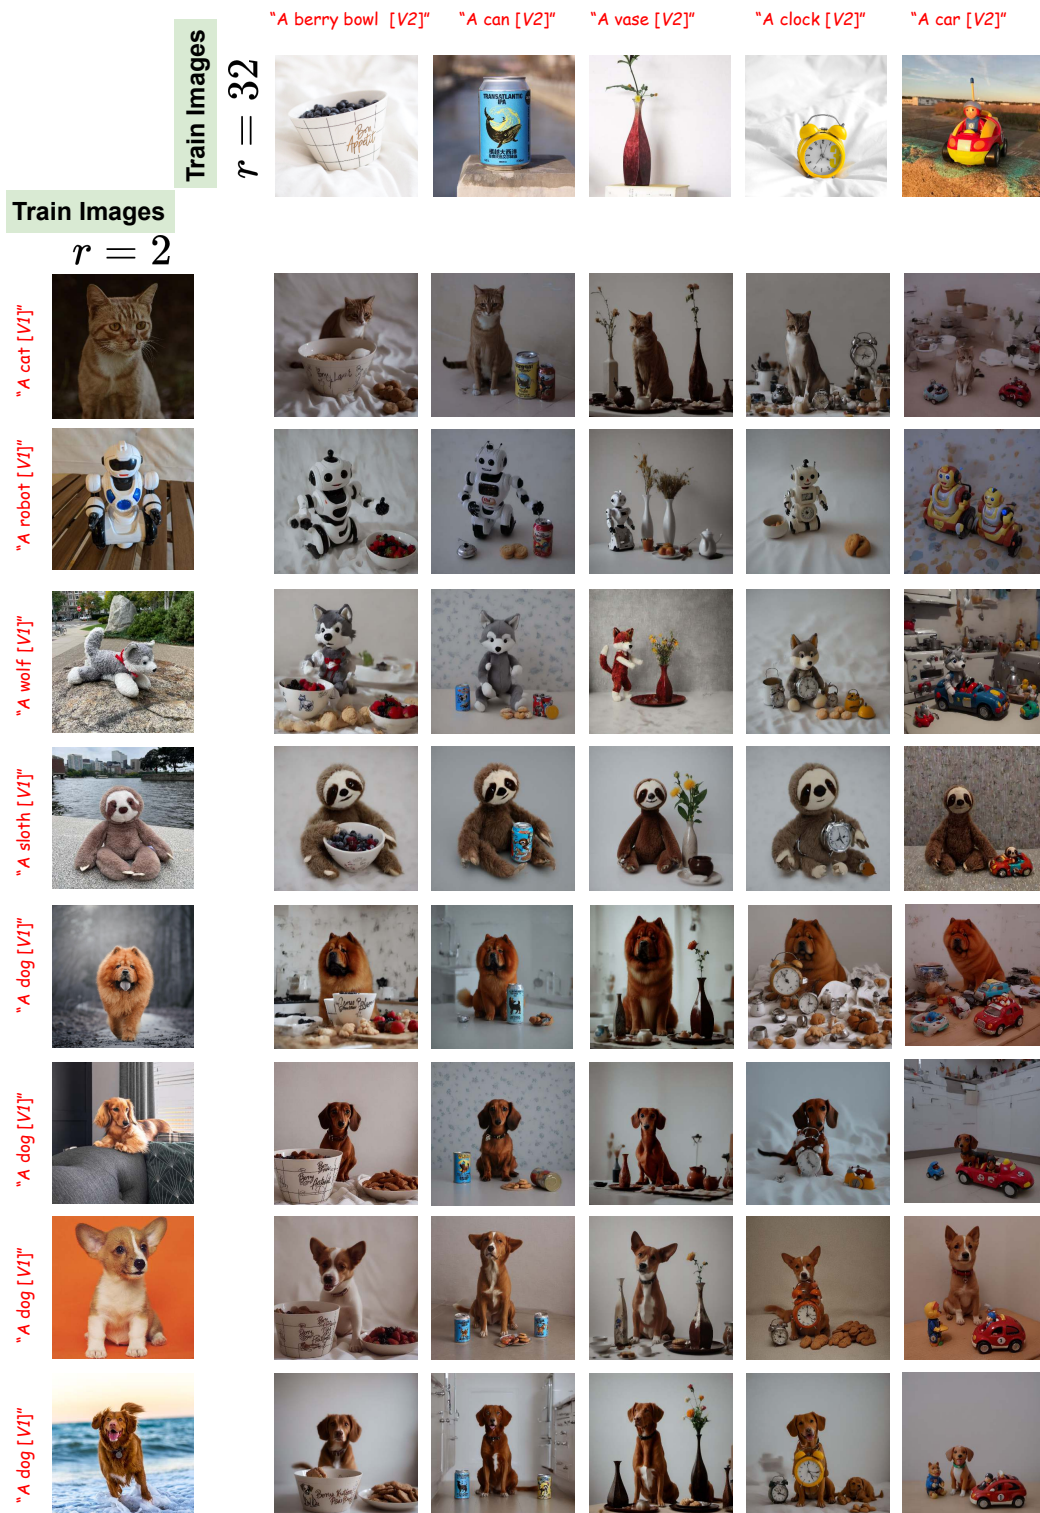 “A berry bowl [V2]”
“A can [V2]”
“A vase [V2]”
“A clock [V2]”
“A car [V2]”
Train Images
r = 32
Born
Appétit
TRANSATLANTIC
IPA
Train Images
r = 2
“A cat [V1]”
“A robot [V1]”
“A wolf [V1]”
“A sloth [V1]”
“A dog [V1]”
“A dog [V1]”
“A dog [V1]”
“A dog [V1]”